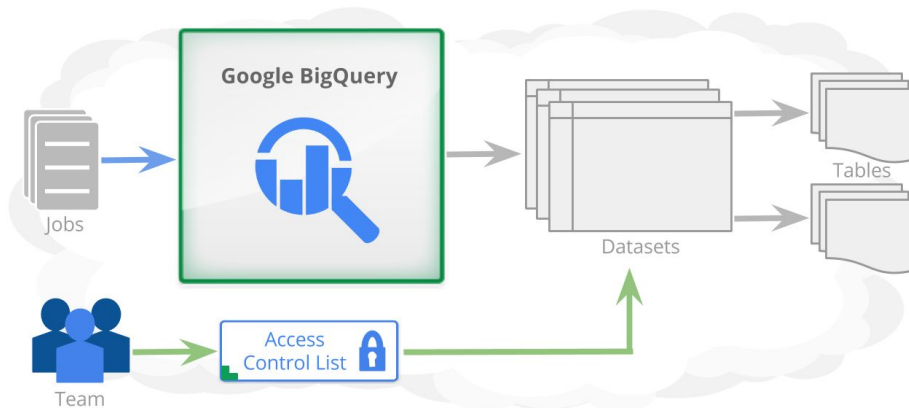 Google BigQuery
Jobs
Tables
Datasets
Access
Control List
Team